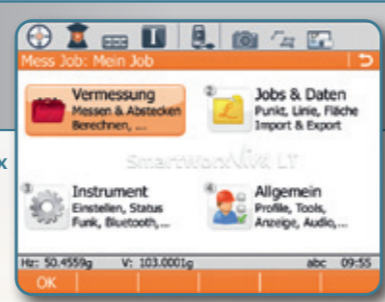 Mess Job: Mein Job
Vermessung
Messen & Abstecken
Berechnen, ...
2
Jobs & Daten
Punkt, Linie, Fläche
Import & Export
SmartWorx Viva LT
3
Instrument
Einstellen, Status
Funk, Bluetooth,...
4
Allgemein
Profile, Tools,
Anzeige, Audio,...
Hz: 50.4559g V: 103.0001g abc 09:55
OK
x